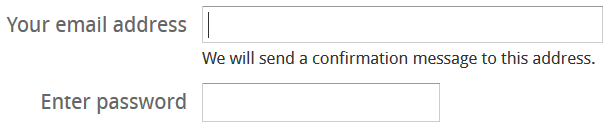 Your email address
We will send a confirmation message to this address.
Enter password